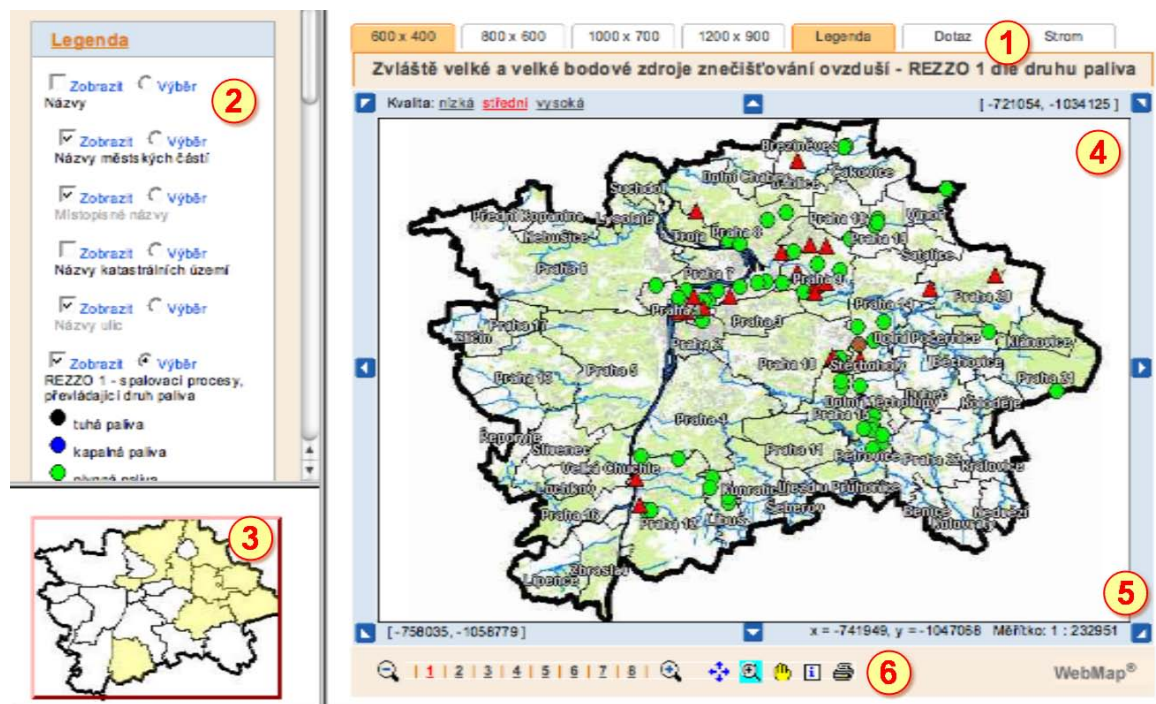 Legenda
Zobrazit Výběr
Názvy
2
Zobrazit Výběr
Názvy městských částí
Zobrazit Výběr
Místopisné názvy
Zobrazit Výběr
Názvy katastrálních území
Zobrazit Výběr
Názvy ulic
Zobrazit Výběr
REZZO 1 - spalovací procesy,
převládající druh paliva
tuhá paliva
kapalná paliva
plynná paliva
3
600 x 400 800 x 600 1000 x 700 1200 x 900 Legenda Dotaz 1 Strom
Zvláště velké a velké bodové zdroje znečišťování ovzduší - REZZO 1 dle druhu paliva
Kvalita: nízká střední vysoká [ -721054, -1034125 ]
4
Březiněves
Dolní Chabry Ďáblice Čakovice
Suchdol
Přední Kopanina Lysolaje
Nebušice Troja Praha 8 Praha 18 Vinoř
Praha 19
Satalice
Praha 6 Praha 7 Praha 9
Praha 20
Praha 1 Praha 14
Praha 17 Praha 3
Zličín Praha 2 Dolní Počernice Klánovice
Běchovice
Praha 13 Praha 5 Praha 10 Štěrboholy Praha 21
Dubeč
Dolní Měcholupy Koloděje
Praha 4 Praha 15
Řeporyje
Slivenec Praha 11 Petrovice Praha 22
Velká Chuchle Královice
Lochkov Kunratice Újezd u Průhonic
Šeberov Benice Nedvězí
Praha 16 Praha 12 Libuš Kolovraty
Zbraslav
Lipence
5
[ -758035, -1058779 ] x = -741949, y = -1047068 Měřítko: 1 : 232951
1 2 3 4 5 6 7 8 i 6 WebMap®